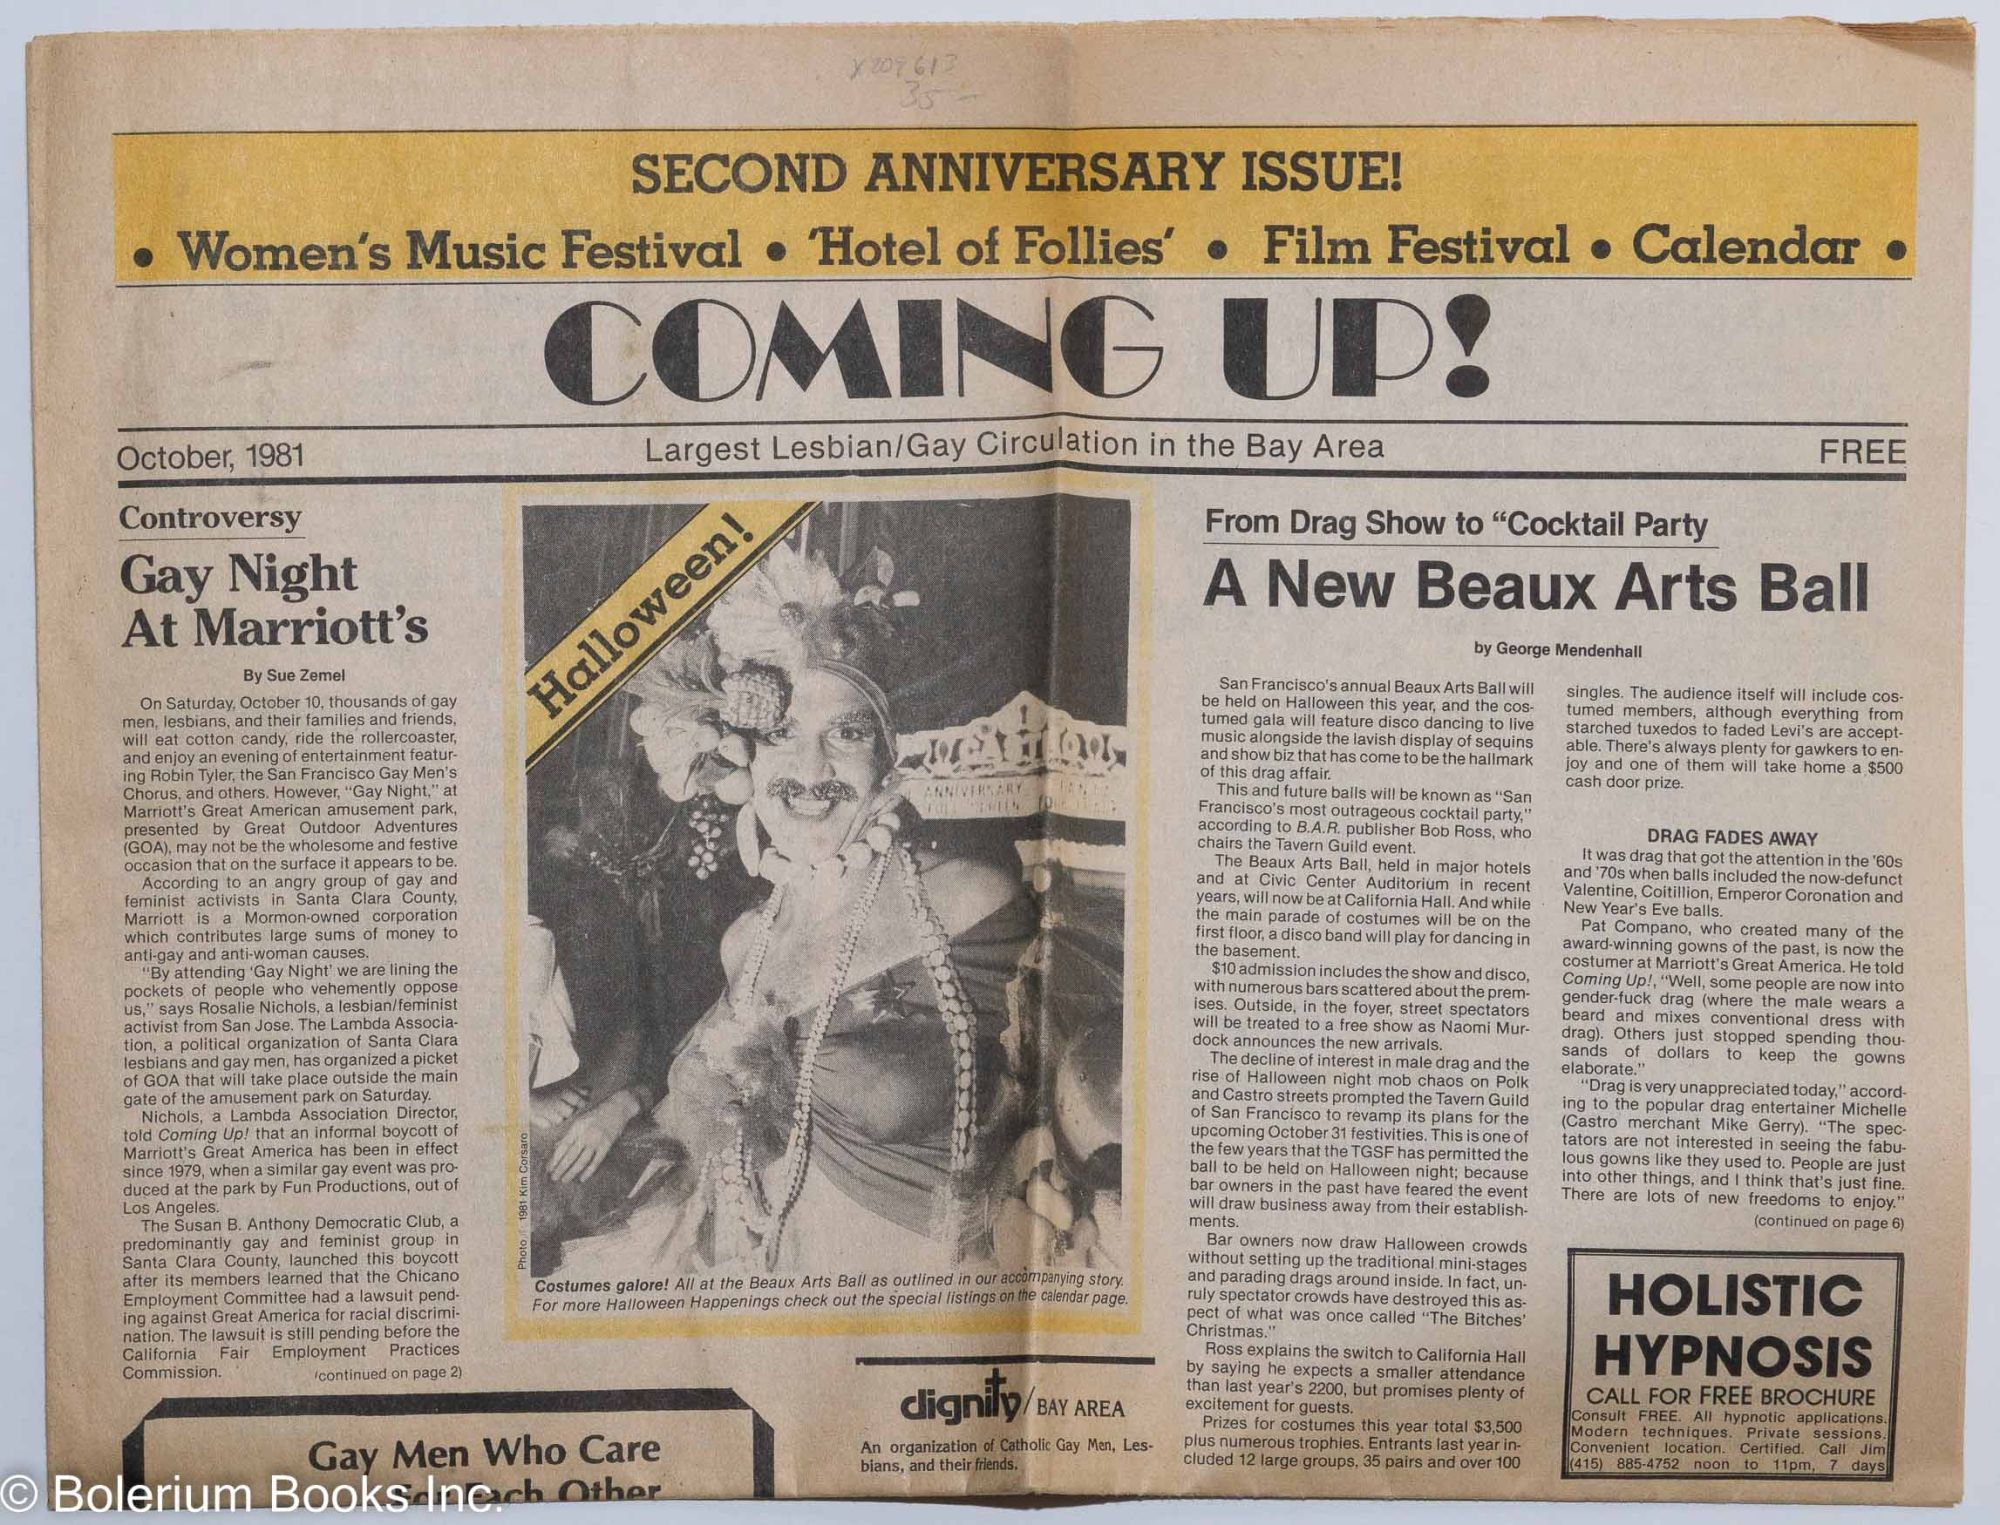 X209613
35-
SECOND ANNIVERSARY ISSUE!
• Women's Music Festival • 'Hotel of Follies' • Film Festival • Calendar •
COMING UP!
October, 1981
Largest Lesbian/Gay Circulation in the Bay Area
FREE
Controversy
Gay Night
At Marriott's
By Sue Zemel
On Saturday, October 10, thousands of gay
men, lesbians, and their families and friends,
will eat cotton candy, ride the rollercoaster,
and enjoy an evening of entertainment featur-
ing Robin Tyler, the San Francisco Gay Men's
Chorus, and others. However, "Gay Night," at
Marriott's Great American amusement park,
presented by Great Outdoor Adventures
(GOA), may not be the wholesome and festive
occasion that on the surface it appears to be.
According to an angry group of gay and
feminist activists in Santa Clara County,
Marriott is a Mormon-owned corporation
which contributes large sums of money to
anti-gay and anti-woman causes.
"By attending 'Gay Night' we are lining the
pockets of people who vehemently oppose
us," says Rosalie Nichols, a lesbian/feminist
activist from San Jose. The Lambda Associa-
tion, a political organization of Santa Clara
lesbians and gay men, has organized a picket
of GOA that will take place outside the main
gate of the amusement park on Saturday.
Nichols, a Lambda Association Director,
told Coming Up! that an informal boycott of
Marriott's Great America has been in effect
since 1979, when a similar gay event was pro-
duced at the park by Fun Productions, out of
Los Angeles.
The Susan B. Anthony Democratic Club, a
predominantly gay and feminist group in
Santa Clara County, launched this boycott
after its members learned that the Chicano
Employment Committee had a lawsuit pend-
ing against Great America for racial discrimi-
nation. The lawsuit is still pending before the
California Fair Employment Practices
Commission.
(continued on page 2)
Halloween!
CASTRO
ANNIVERSARY
Photo 1981 Kim Corsaro
Costumes galore! All at the Beaux Arts Ball as outlined in our accompanying story.
For more Halloween Happenings check out the special listings on the calendar page.
From Drag Show to "Cocktail Party
A New Beaux Arts Ball
by George Mendenhall
San Francisco's annual Beaux Arts Ball will
be held on Halloween this year, and the cos-
tumed gala will feature disco dancing to live
music alongside the lavish display of sequins
and show biz that has come to be the hallmark
of this drag affair.
This and future balls will be known as "San
Francisco's most outrageous cocktail party,"
according to B.A.R. publisher Bob Ross, who
chairs the Tavern Guild event.
The Beaux Arts Ball, held in major hotels
and at Civic Center Auditorium in recent
years, will now be at California Hall. And while
the main parade of costumes will be on the
first floor, a disco band will play for dancing in
the basement.
$10 admission includes the show and disco,
with numerous bars scattered about the prem-
ises. Outside, in the foyer, street spectators
will be treated to a free show as Naomi Mur-
dock announces the new arrivals.
The decline of interest in male drag and the
rise of Halloween night mob chaos on Polk
and Castro streets prompted the Tavern Guild
of San Francisco to revamp its plans for the
upcoming October 31 festivities. This is one of
the few years that the TGSF has permitted the
ball to be held on Halloween night; because
bar owners in the past have feared the event
will draw business away from their establish-
ments.
Bar owners now draw Halloween crowds
without setting up the traditional mini-stages
and parading drags around inside. In fact, un-
ruly spectator crowds have destroyed this as-
pect of what was once called "The Bitches'
Christmas."
Ross explains the switch to California Hall
by saying he expects a smaller attendance
than last year's 2200, but promises plenty of
excitement for guests.
Prizes for costumes this year total $3,500
plus numerous trophies. Entrants last year in-
cluded 12 large groups, 35 pairs and over 100
singles. The audience itself will include cos-
tumed members, although everything from
starched tuxedos to faded Levi's are accept-
able. There's always plenty for gawkers to en-
joy and one of them will take home a $500
cash door prize.
DRAG FADES AWAY
It was drag that got the attention in the '60s
and '70s when balls included the now-defunct
Valentine, Coitillion, Emperor Coronation and
New Year's Eve balls.
Pat Compano, who created many of the
award-winning gowns of the past, is now the
costumer at Marriott's Great America. He told
Coming Up!, "Well, some people are now into
gender-fuck drag (where the male wears a
beard and mixes conventional dress with
drag). Others just stopped spending thou-
sands of dollars to keep the gowns
elaborate."
"Drag is very unappreciated today," accord-
ing to the popular drag entertainer Michelle
(Castro merchant Mike Gerry). "The spec-
tators are not interested in seeing the fabu-
lous gowns like they used to. People are just
into other things, and I think that's just fine.
There are lots of new freedoms to enjoy."
(continued on page 6)
HOLISTIC
HYPNOSIS
CALL FOR FREE BROCHURE
Consult FREE. All hypnotic applications.
Modern techniques. Private sessions.
Convenient location. Certified. Call Jim
(415) 885-4752 noon to 11pm, 7 days
Gay Men Who Care
For Each Other
dignity/BAY AREA
An organization of Catholic Gay Men, Les-
bians, and their friends.
© Bolerium Books Inc.